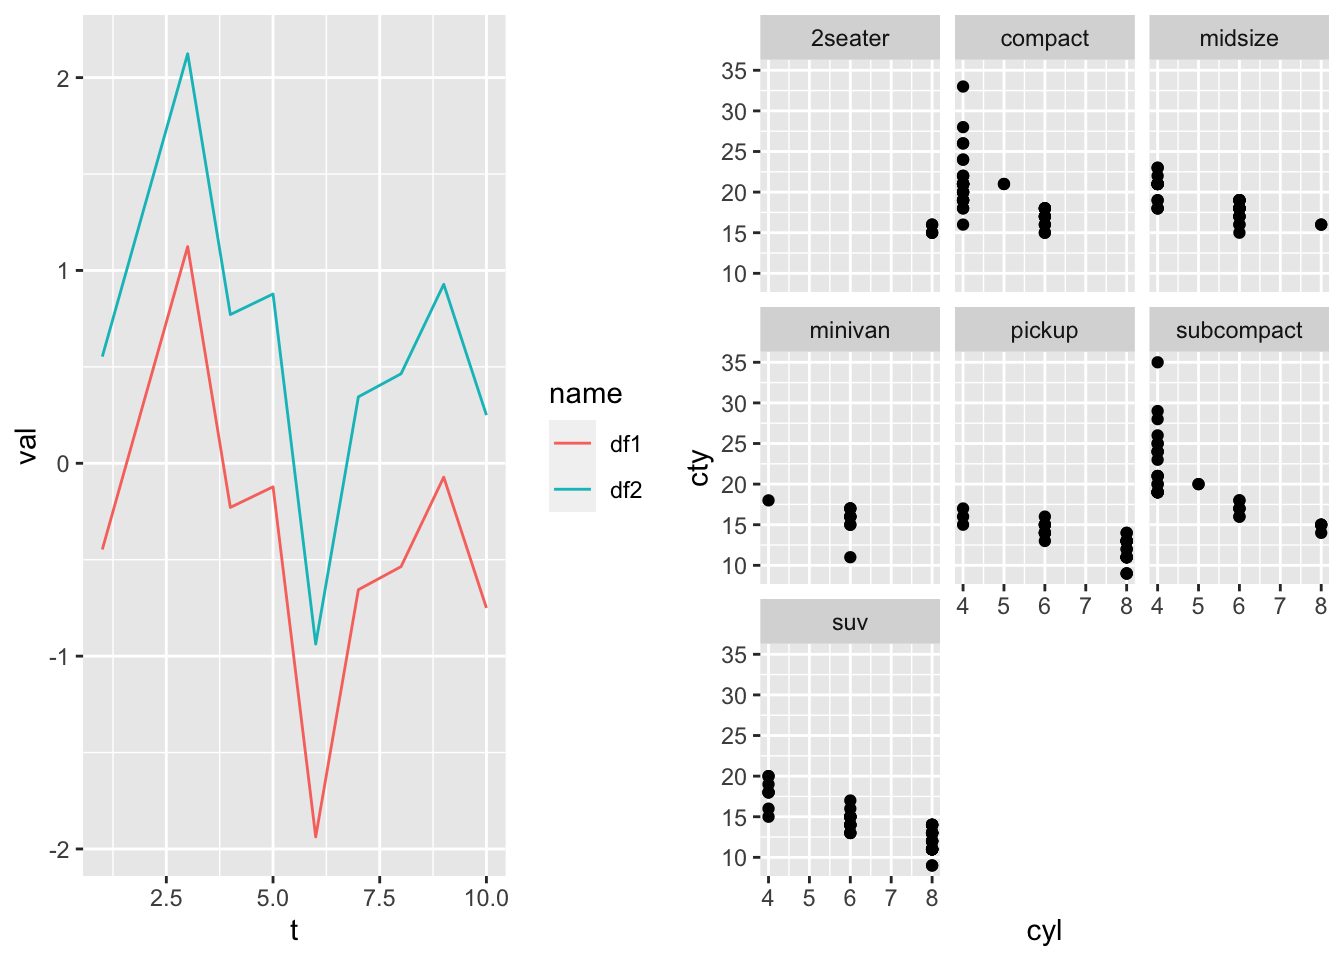 2
1
0
-1
-2
val
2.5 5.0 7.5 10.0
t
name
df1
df2
cty
2seater compact midsize
35
30
25
20
15
10
minivan pickup subcompact
35
30
25
20
15
10
4 5 6 7 8 4 5 6 7 8
suv
35
30
25
20
15
10
4 5 6 7 8
cyl